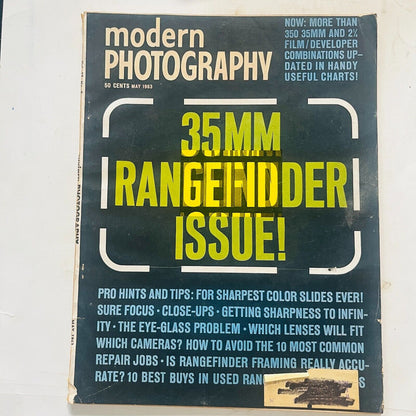 modern
PHOTOGRAPHY
50 CENTS MAY 1963
NOW: MORE THAN
350 35MM AND 2¼
FILM/DEVELOPER
COMBINATIONS UP-
DATED IN HANDY
USEFUL CHARTS!
35MM
RANGEFINDER
ISSUE!
PRO HINTS AND TIPS: FOR SHARPEST COLOR SLIDES EVER!
SURE FOCUS • CLOSE-UPS • GETTING SHARPNESS TO INFIN-
ITY • THE EYE-GLASS PROBLEM • WHICH LENSES WILL FIT
WHICH CAMERAS? HOW TO AVOID THE 10 MOST COMMON
REPAIR JOBS • IS RANGEFINDER FRAMING REALLY ACCU-
RATE? 10 BEST BUYS IN USED